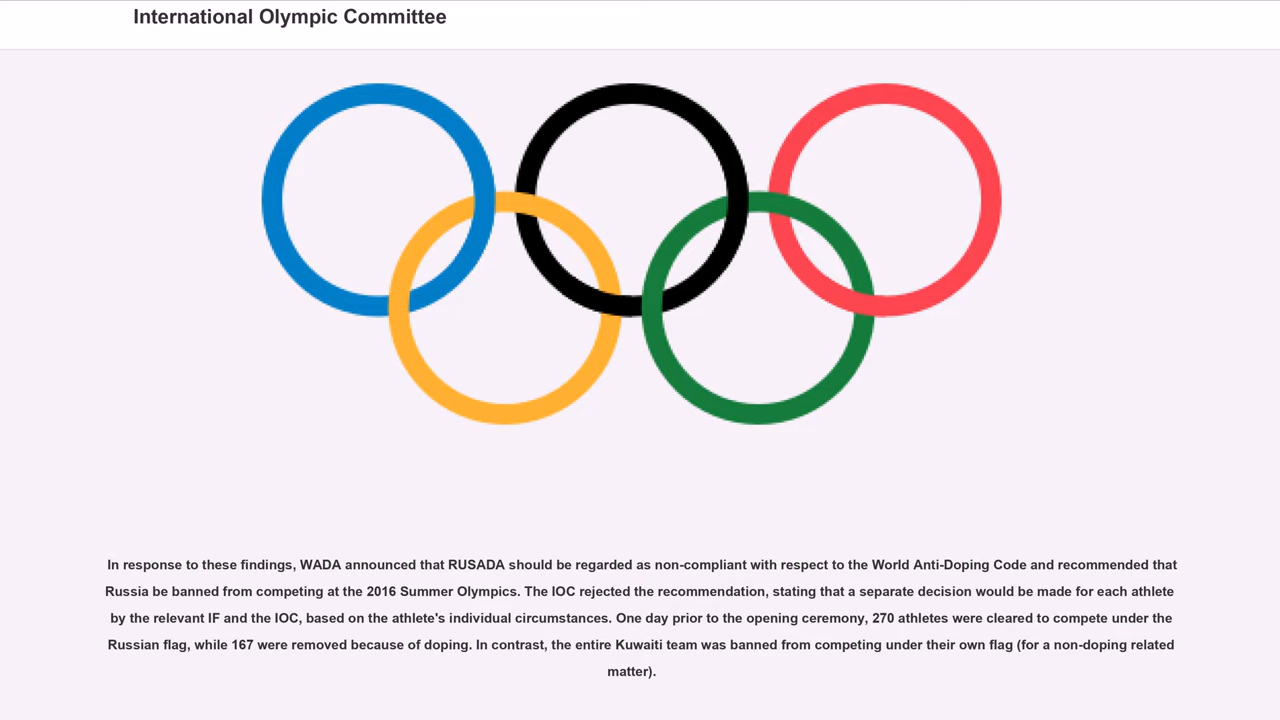 International Olympic Committee
In response to these findings, WADA announced that RUSADA should be regarded as non-compliant with respect to the World Anti-Doping Code and recommended that
Russia be banned from competing at the 2016 Summer Olympics. The IOC rejected the recommendation, stating that a separate decision would be made for each athlete
by the relevant IF and the IOC, based on the athlete's individual circumstances. One day prior to the opening ceremony, 270 athletes were cleared to compete under the
Russian flag, while 167 were removed because of doping. In contrast, the entire Kuwaiti team was banned from competing under their own flag (for a non-doping related
matter).